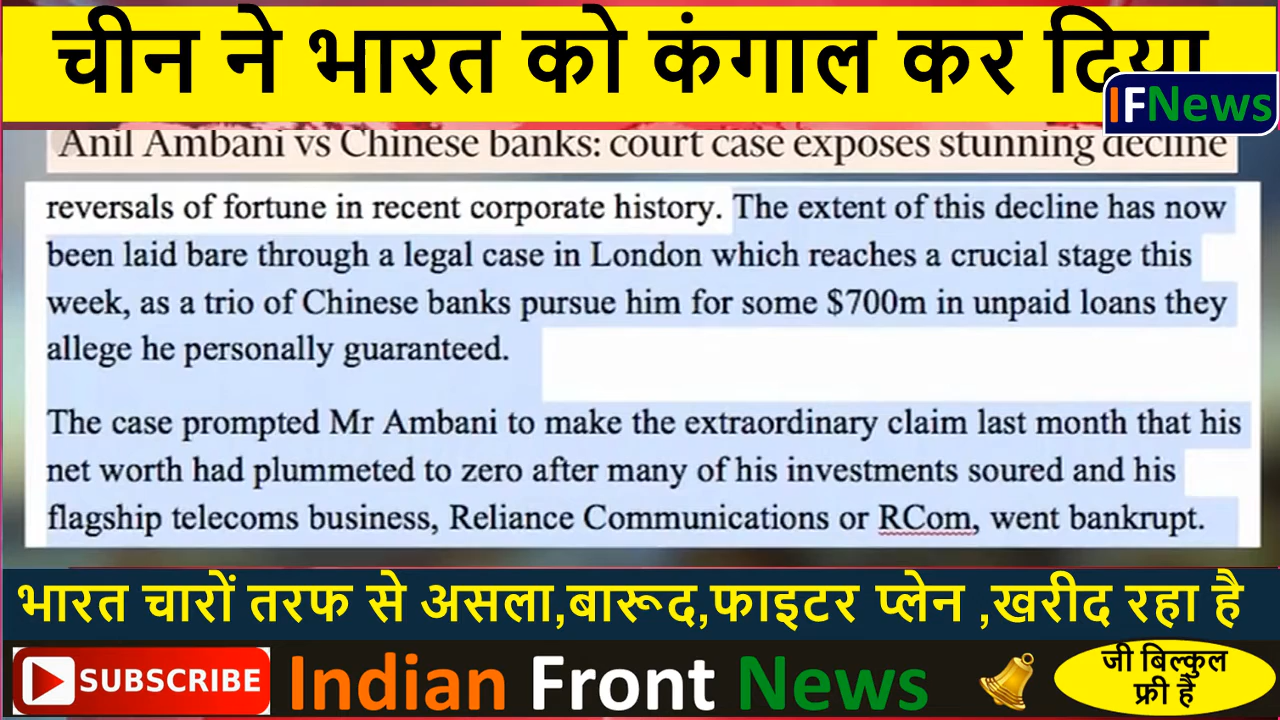 चीन ने भारत को कंगाल कर दिया
IFNews
Anil Ambani vs Chinese banks: court case exposes stunning decline
reversals of fortune in recent corporate history. The extent of this decline has now
been laid bare through a legal case in London which reaches a crucial stage this
week, as a trio of Chinese banks pursue him for some $700m in unpaid loans they
allege he personally guaranteed.
The case prompted Mr Ambani to make the extraordinary claim last month that his
net worth had plummeted to zero after many of his investments soured and his
flagship telecoms business, Reliance Communications or RCom, went bankrupt.
भारत चारों तरफ से असला,बारूद,फाइटर प्लेन ,खरीद रहा है
SUBSCRIBE
Indian Front News
जी बिल्कुल
फ्री है